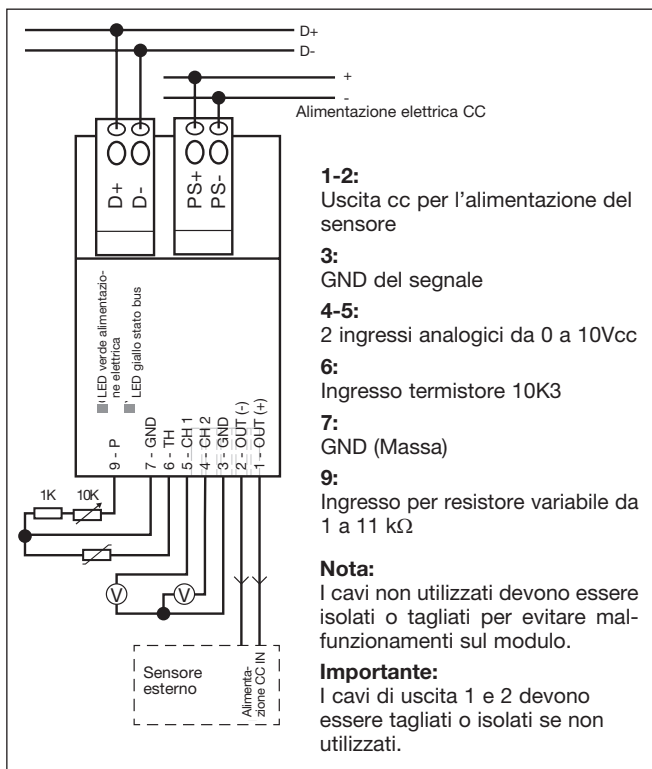 D+
D-
+
-
Alimentazione elettrica CC
D+
D-
PS+
PS-
LED verde alimentazio-
ne elettrica
LED giallo stato bus
9 - P
7 - GND
6 - TH
5 - CH 1
4 - CH 2
3 - GND
2 - OUT (-)
1 - OUT (+)
1K
10K
V
V
Sensore
esterno
Alimenta-
zione CC IN
1-2:
Uscita cc per l'alimentazione del
sensore
3:
GND del segnale
4-5:
2 ingressi analogici da 0 a 10Vcc
6:
Ingresso termistore 10K3
7:
GND (Massa)
9:
Ingresso per resistore variabile da
1 a 11 kΩ
Nota:
I cavi non utilizzati devono essere
isolati o tagliati per evitare mal-
funzionamenti sul modulo.
Importante:
I cavi di uscita 1 e 2 devono
essere tagliati o isolati se non
utilizzati.